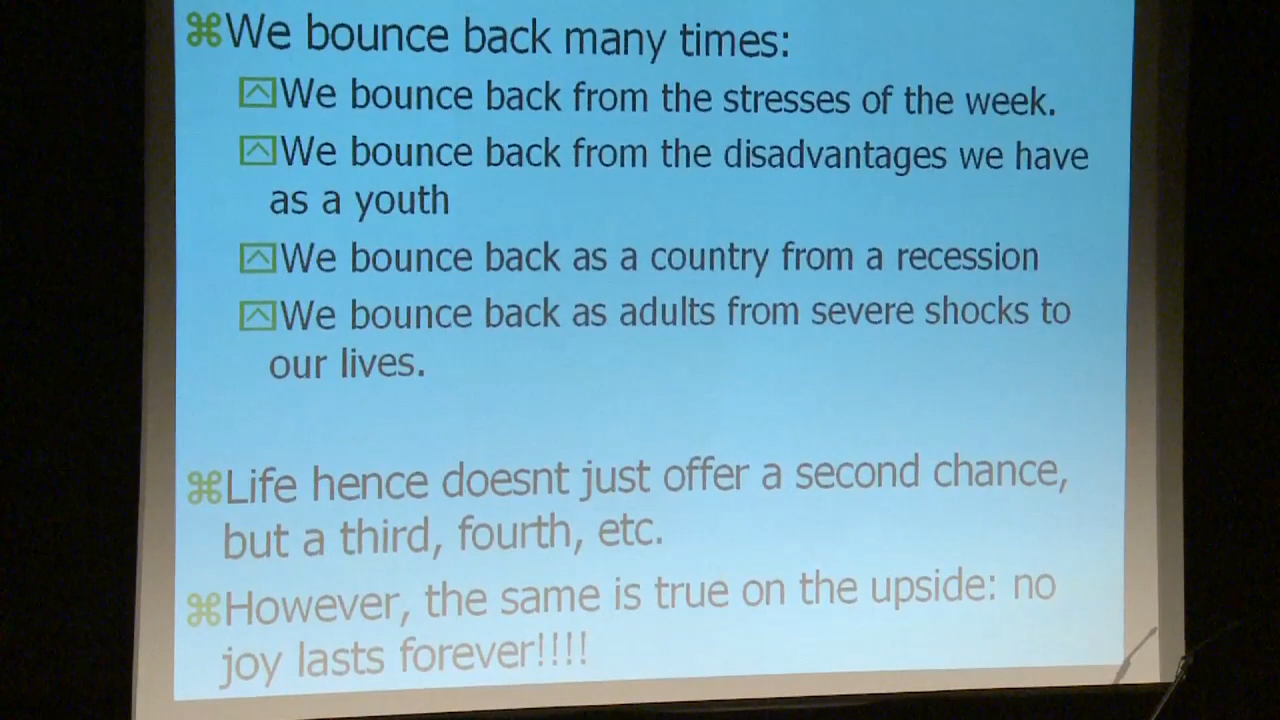 ⌘We bounce back many times:
We bounce back from the stresses of the week.
We bounce back from the disadvantages we have
as a youth
We bounce back as a country from a recession
We bounce back as adults from severe shocks to
our lives.
⌘Life hence doesnt just offer a second chance,
but a third, fourth, etc.
⌘However, the same is true on the upside: no
joy lasts forever!!!!